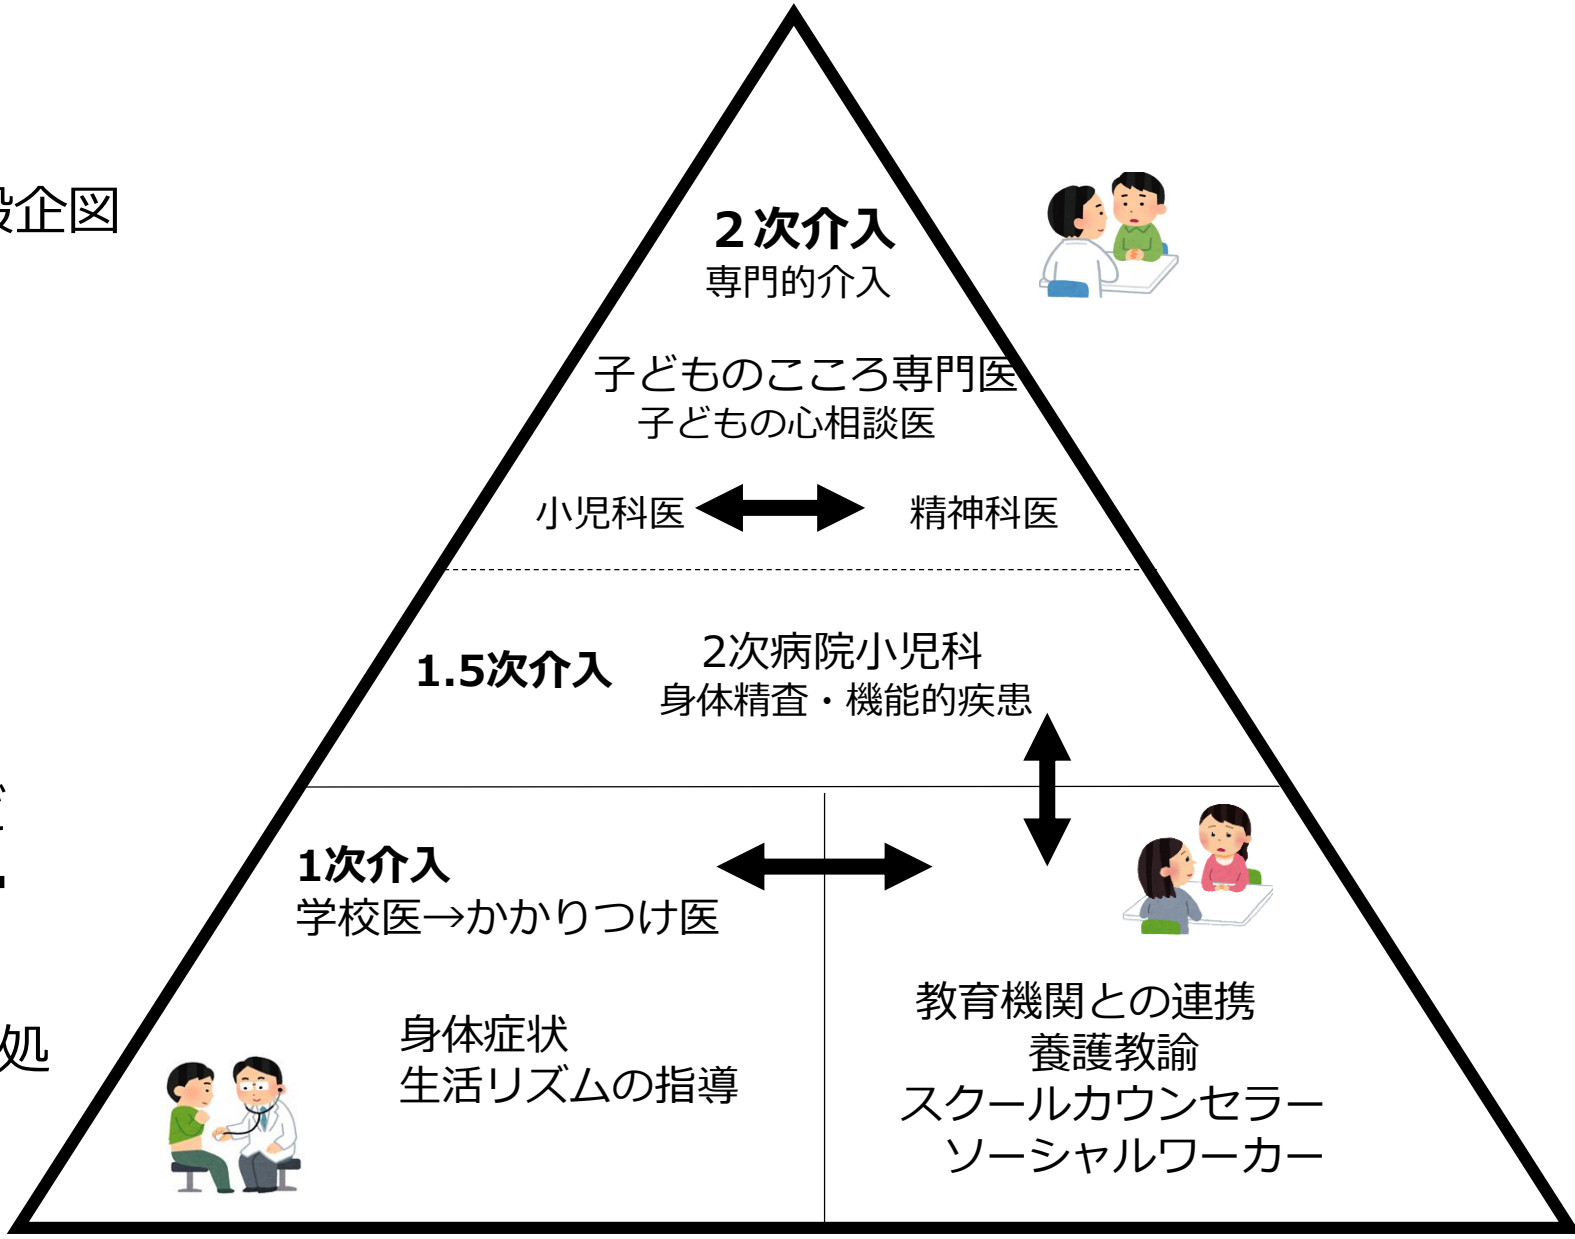 企図
２次介入
専門的介入
子どものこころ専門医
子どもの心相談医
小児科医
精神科医
1.5次介入
2次病院小児科
身体精査・機能的疾患
1次介入
学校医→かかりつけ医
身体症状
生活リズムの指導
教育機関との連携
養護教諭
スクールカウンセラー
ソーシャルワーカー
処